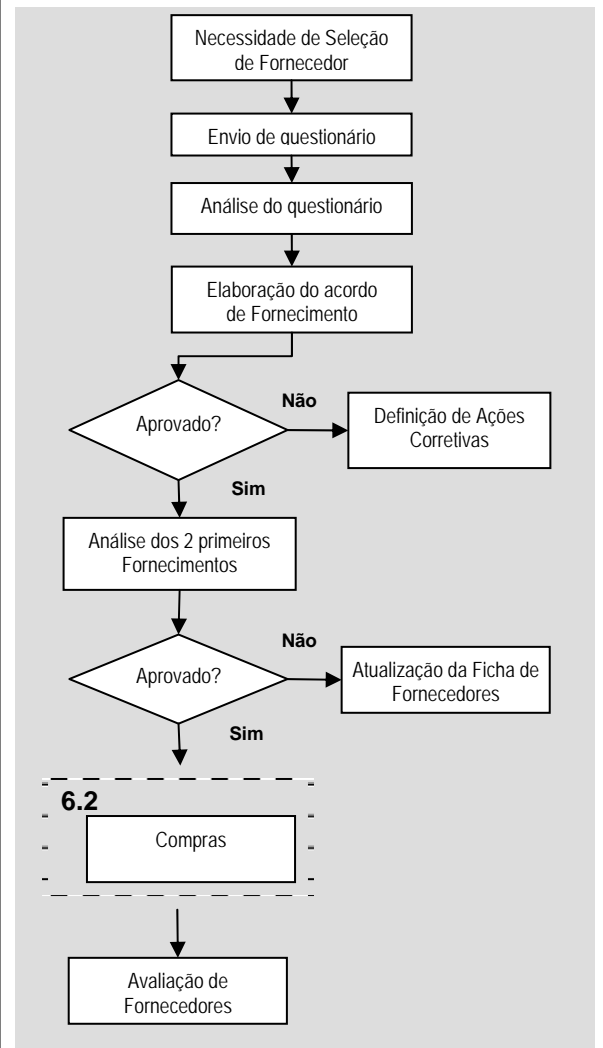 Necessidade de Seleção
de Fornecedor
Envio de questionário
Análise do questionário
Elaboração do acordo
de Fornecimento
Aprovado?
Não
Definição de Ações
Corretivas
Sim
Análise dos 2 primeiros
Fornecimentos
Aprovado?
Não
Atualização da Ficha de
Fornecedores
Sim
6.2
Compras
Avaliação de
Fornecedores